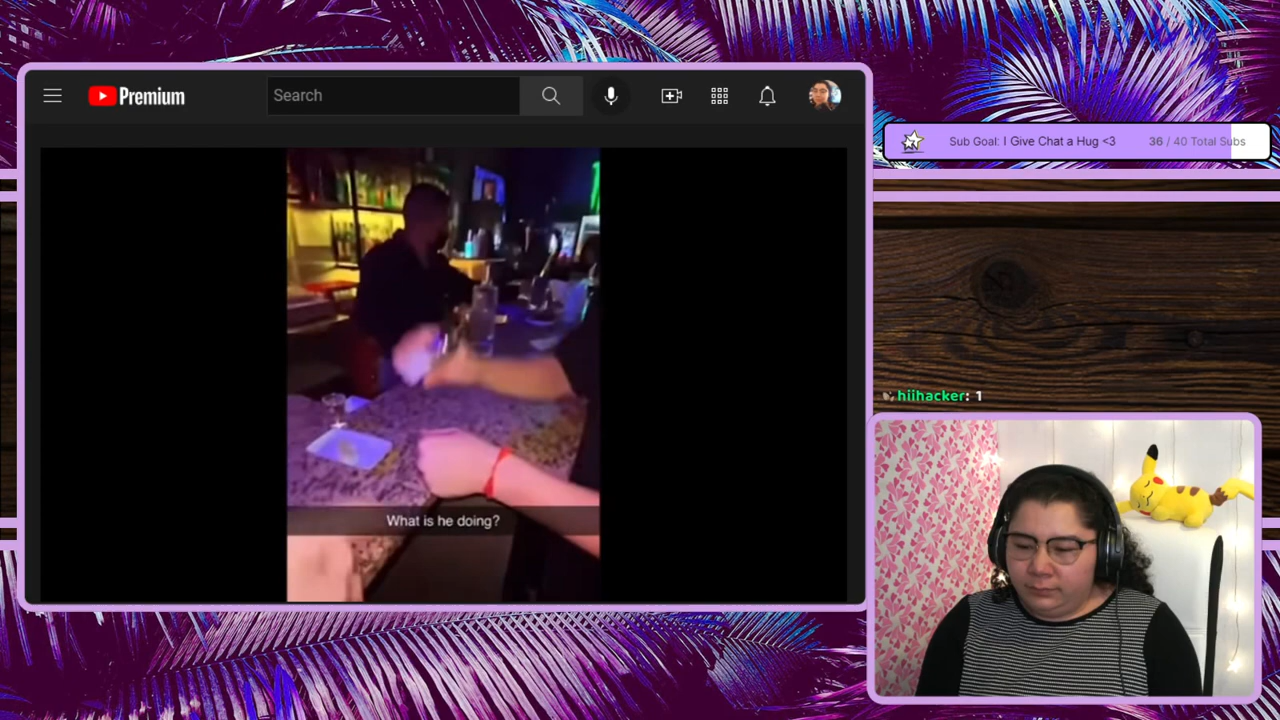 Premium
Search
Sub Goal: I Give Chat a Hug <3 36 / 40 Total Subs
hiihacker: 1
What is he doing?